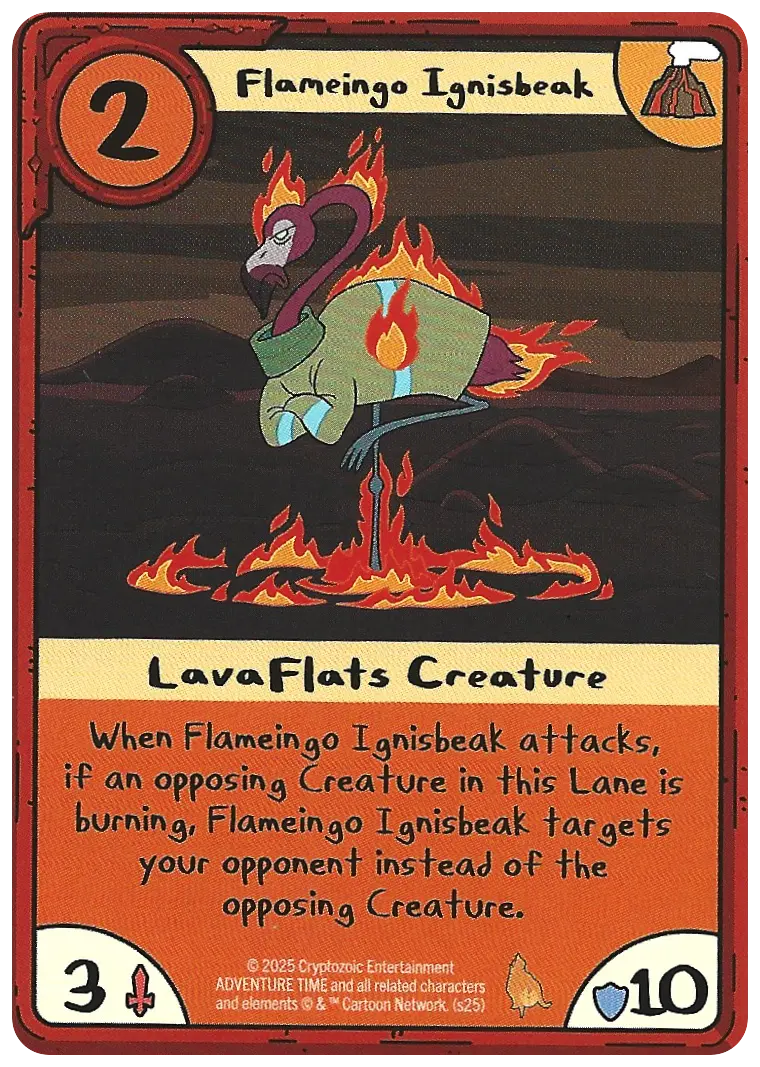 2
Flameingo Ignisbeak
LavaFlats Creature
When Flameingo Ignisbeak attacks,
if an opposing Creature in this Lane is
burning, Flameingo Ignisbeak targets
your opponent instead of the
opposing Creature.
3
© 2025 Cryptozoic Entertainment
ADVENTURE TIME and all related characters
and elements © & ™ Cartoon Network. (s25)
10